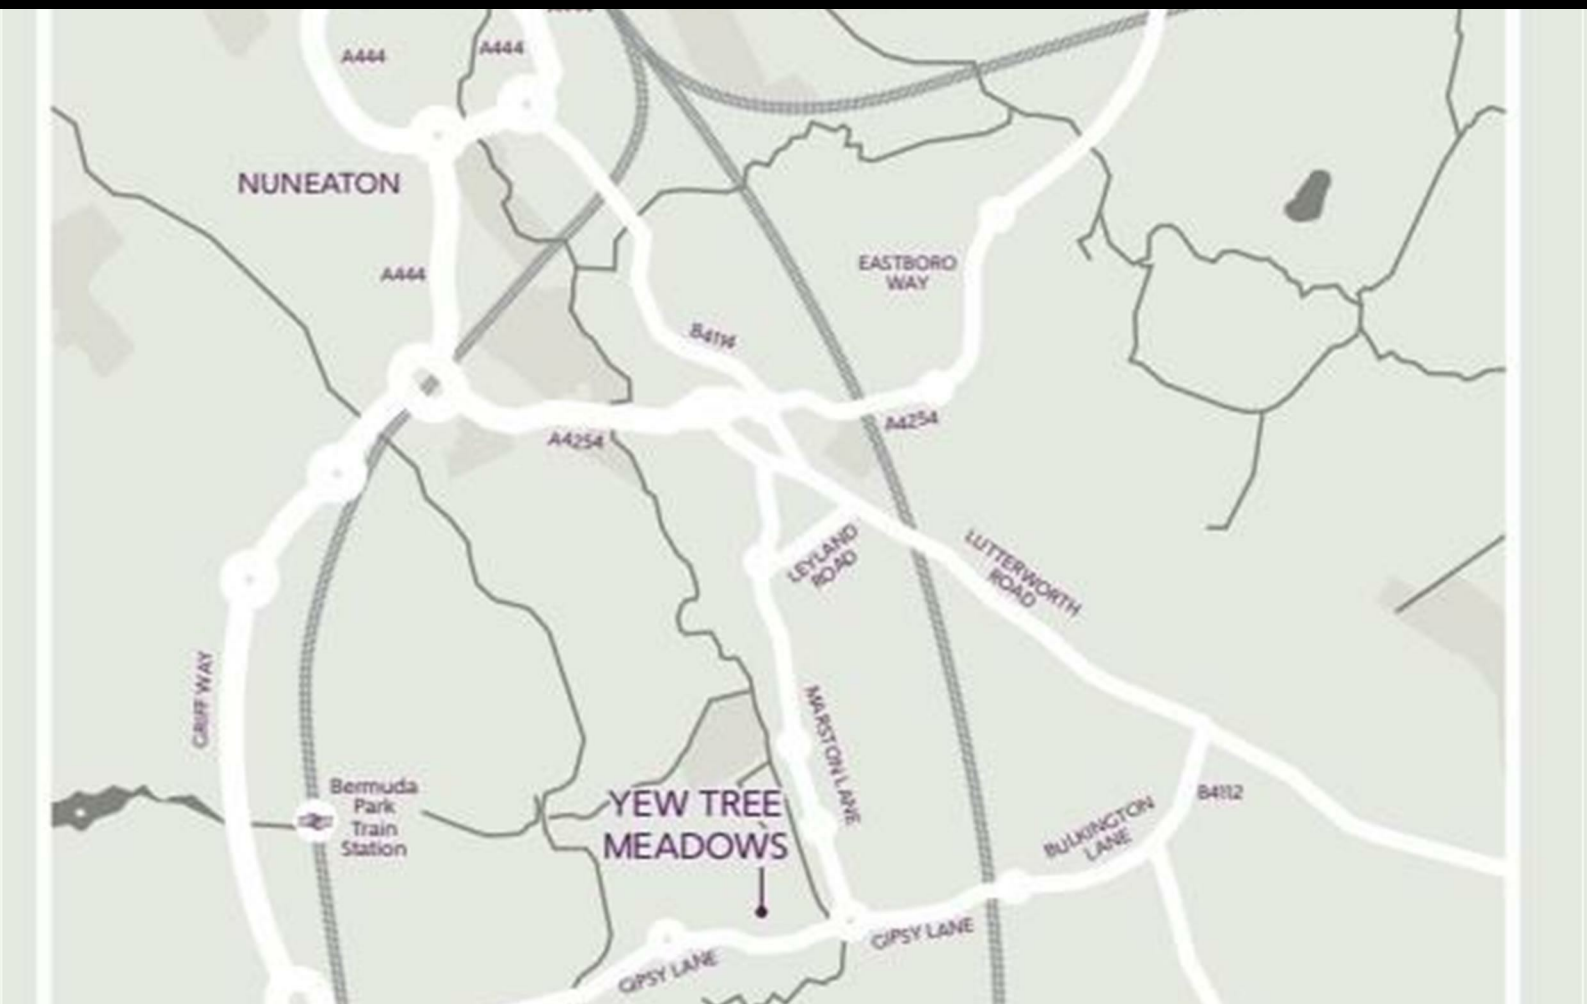 A444
A444
NUNEATON
A444
EASTBORO
WAY
B4114
A4254
A4254
LEYLAND
ROAD
LUTTERWORTH
ROAD
GRIFF WAY
MARSTON LANE
Bermuda
Park
Train
Station
YEW TREE
MEADOWS
B4112
BULKINGTON
LANE
GIPSY LANE
GIPSY LANE